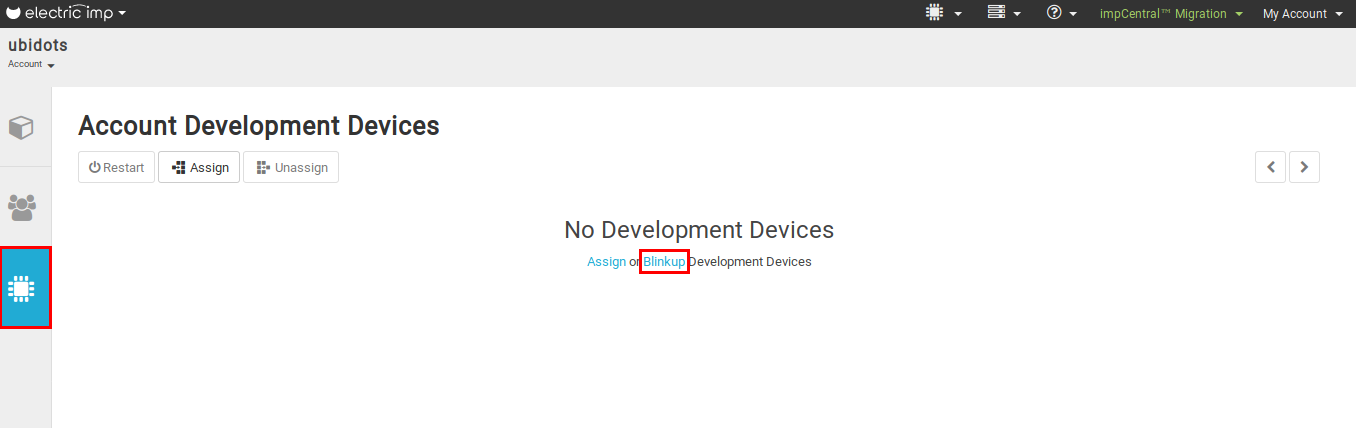 electric imp
impCentral™ Migration
My Account
ubidots
Account
Account Development Devices
Restart
Assign
Unassign
No Development Devices
Assign or Blinkup Development Devices